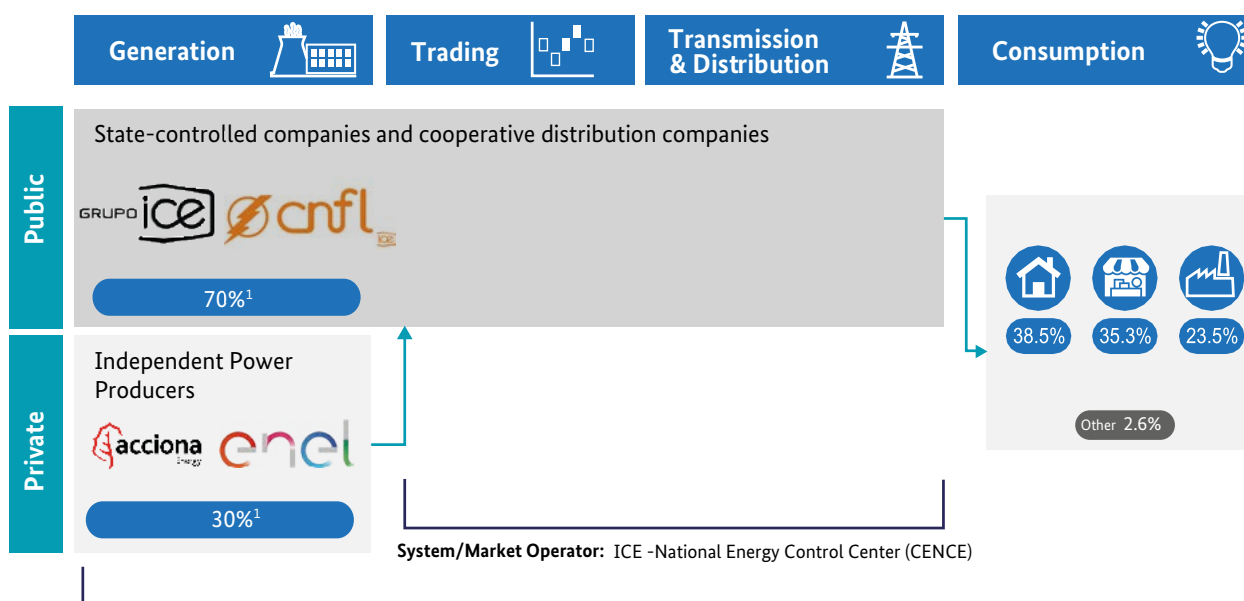 Generation
Trading
Transmission
& Distribution
Consumption
Public
State-controlled companies and cooperative distribution companies
GRUPO ice
cnfl
ice
70%¹
38.5%
35.3%
23.5%
Other 2.6%
Private
Independent Power
Producers
acciona
Energy
enel
30%¹
System/Market Operator: ICE -National Energy Control Center (CENCE)